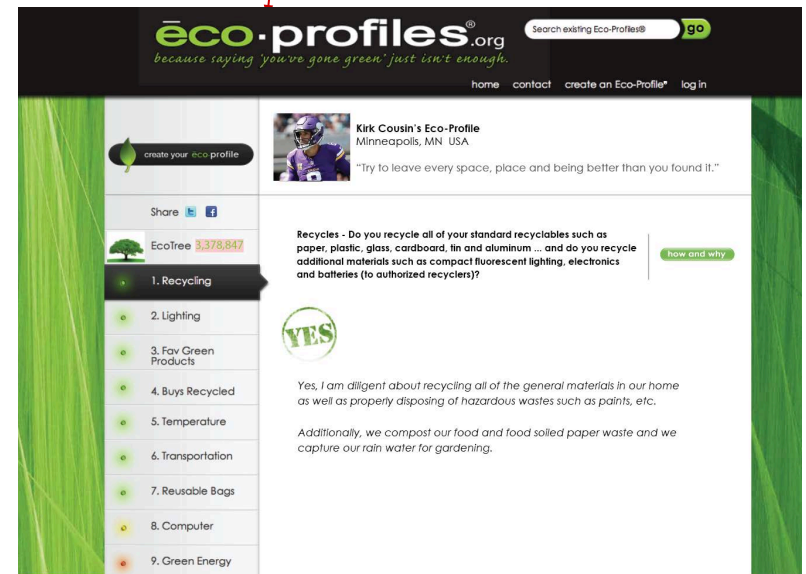 ēco·profiles®.org
because saying 'you've gone green' just isn't enough.
Search existing Eco-Profiles®
go
home contact create an Eco-Profile® log in
create your ēco·profile
Kirk Cousin's Eco-Profile
Minneapolis, MN USA
“Try to leave every space, place and being better than you found it.”
Share
EcoTree 3,378,847
1. Recycling
2. Lighting
3. Fav Green
Products
4. Buys Recycled
5. Temperature
6. Transportation
7. Reusable Bags
8. Computer
9. Green Energy
Recycles - Do you recycle all of your standard recyclables such as
paper, plastic, glass, cardboard, tin and aluminum ... and do you recycle
additional materials such as compact fluorescent lighting, electronics
and batteries (to authorized recyclers)?
how and why
YES
Yes, I am diligent about recycling all of the general materials in our home
as well as properly disposing of hazardous wastes such as paints, etc.
Additionally, we compost our food and food soiled paper waste and we
capture our rain water for gardening.